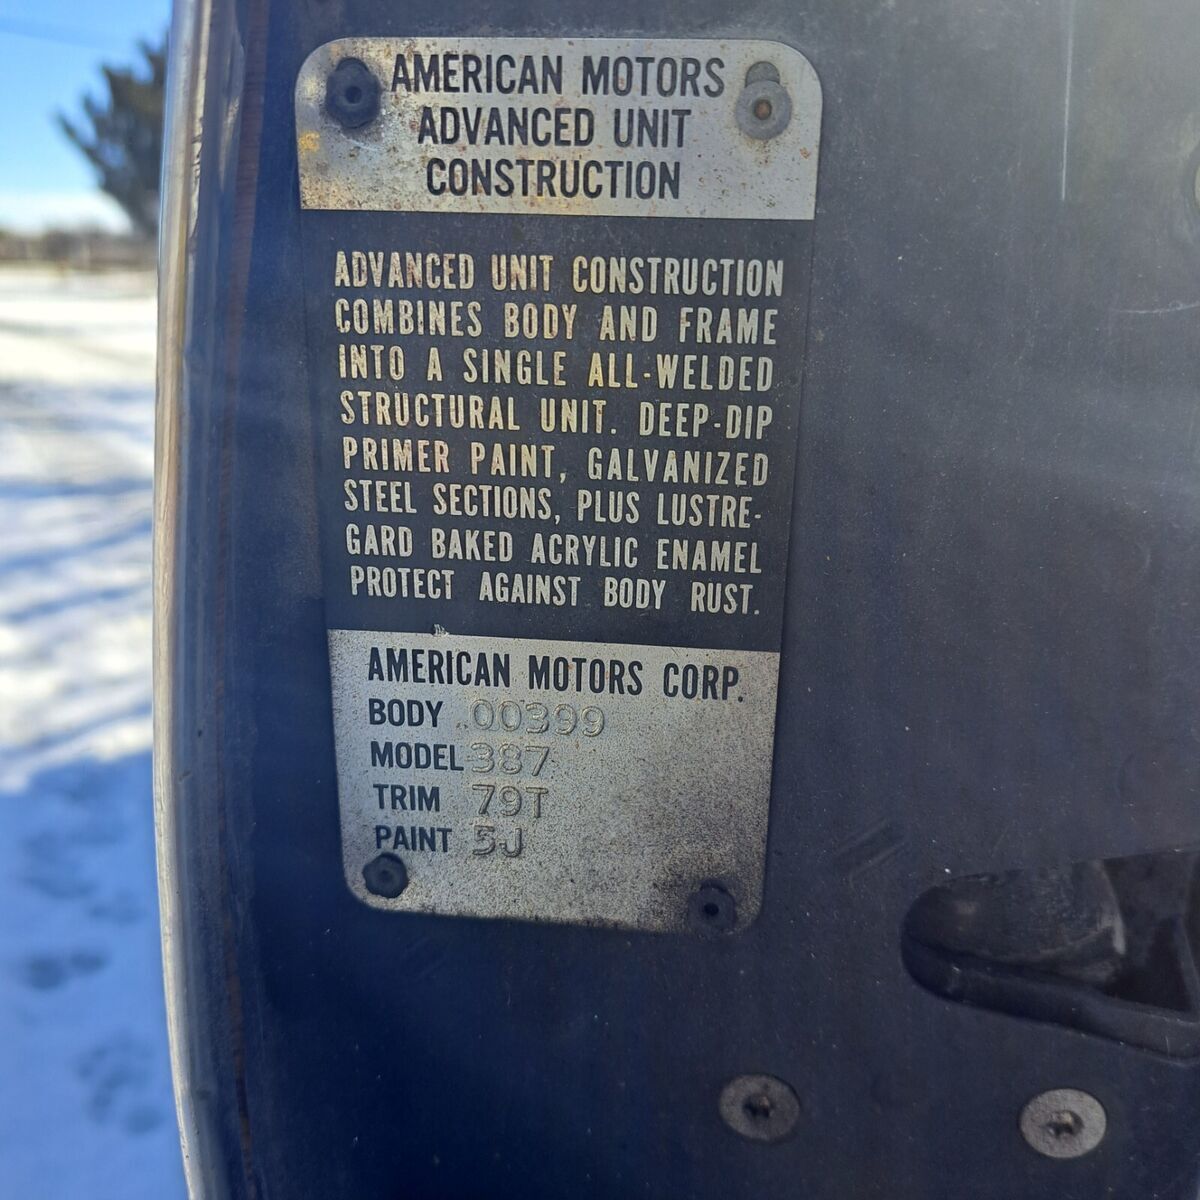 AMERICAN MOTORS
ADVANCED UNIT
CONSTRUCTION
ADVANCED UNIT CONSTRUCTION
COMBINES BODY AND FRAME
INTO A SINGLE ALL-WELDED
STRUCTURAL UNIT. DEEP-DIP
PRIMER PAINT, GALVANIZED
STEEL SECTIONS, PLUS LUSTRE-
GARD BAKED ACRYLIC ENAMEL
PROTECT AGAINST BODY RUST.
AMERICAN MOTORS CORP.
BODY 00399
MODEL 387
TRIM 79T
PAINT 5J